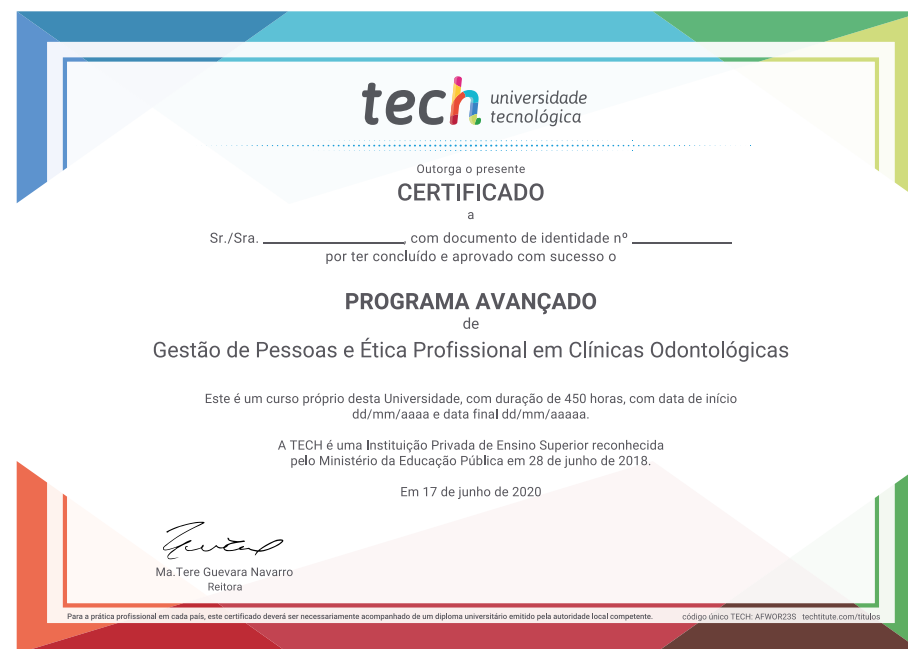 tech universidade
tecnológica
Outorga o presente
CERTIFICADO
a
Sr./Sra. ______________, com documento de identidade nº __________
por ter concluído e aprovado com sucesso o
PROGRAMA AVANÇADO
de
Gestão de Pessoas e Ética Profissional em Clínicas Odontológicas
Este é um curso próprio desta Universidade, com duração de 450 horas, com data de início
dd/mm/aaaa e data final dd/mm/aaaaa.
A TECH é uma Instituição Privada de Ensino Superior reconhecida
pelo Ministério da Educação Pública em 28 de junho de 2018.
Em 17 de junho de 2020
Ma.Tere Guevara Navarro
Reitora
Para a prática profissional em cada país, este certificado deverá ser necessariamente acompanhado de um diploma universitário emitido pela autoridade local competente. código único TECH: AFWOR23S techtitute.com/titulos